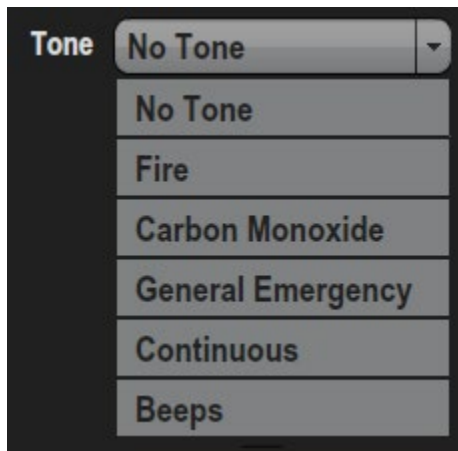 Tone No Tone
No Tone
Fire
Carbon Monoxide
General Emergency
Continuous
Beeps